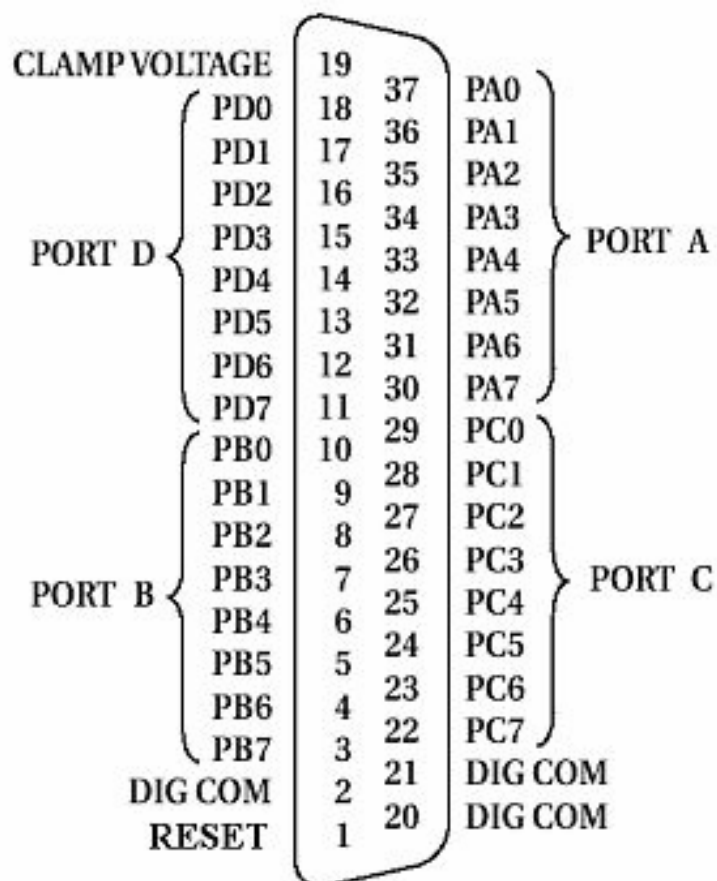 CLAMP VOLTAGE 19
37 PA0
PD0 18
36 PA1
PD1 17
35 PA2
PD2 16
34 PA3
PORT D PD3 15
PORT A
33 PA4
PD4 14
32 PA5
PD5 13
31 PA6
PD6 12
30 PA7
PD7 11
29 PC0
PB0 10
28 PC1
PB1 9
27 PC2
PB2 8
26 PC3
PORT B PB3 7
PORT C
25 PC4
PB4 6
24 PC5
PB5 5
23 PC6
PB6 4
22 PC7
PB7 3
21 DIG COM
DIG COM 2
20 DIG COM
RESET 1